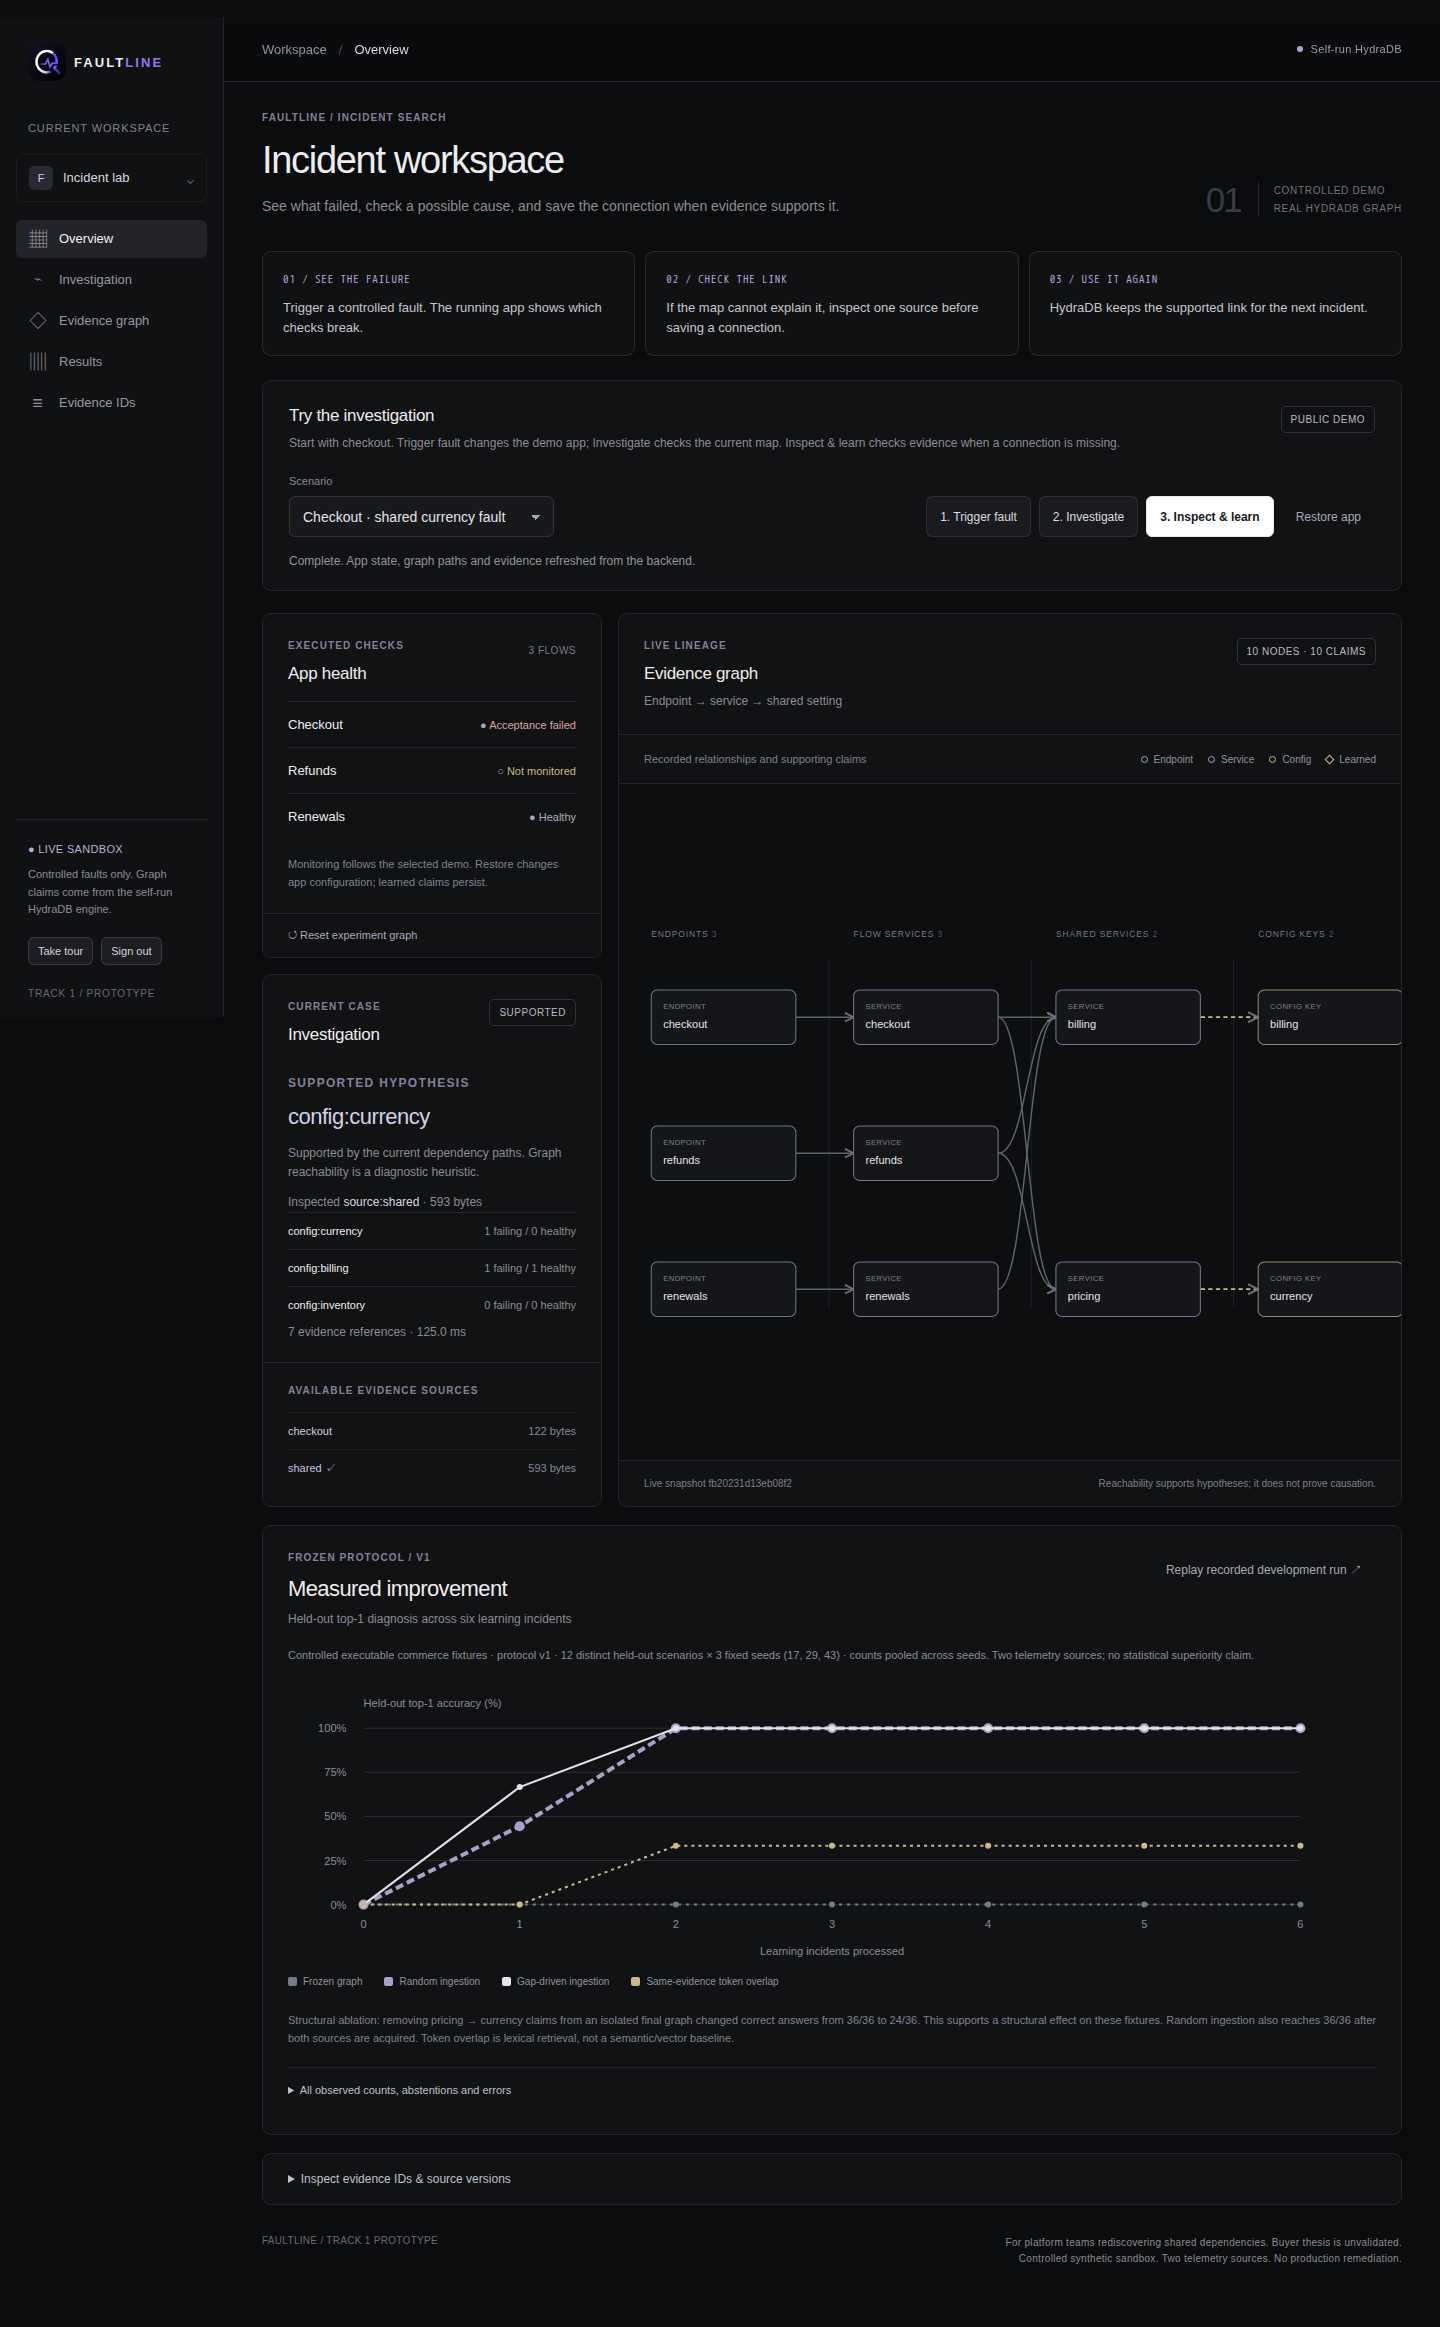 FAULTLINE
CURRENT WORKSPACE
F Incident lab
Overview
Investigation
Evidence graph
Results
Evidence IDs
● LIVE SANDBOX
Controlled faults only. Graph
claims come from the self-run
HydraDB engine.
Take tour Sign out
TRACK 1 / PROTOTYPE
Workspace / Overview
Self-run HydraDB
FAULTLINE / INCIDENT SEARCH
Incident workspace
See what failed, check a possible cause, and save the connection when evidence supports it.
01
CONTROLLED DEMO
REAL HYDRADB GRAPH
01 / SEE THE FAILURE
Trigger a controlled fault. The running app shows which
checks break.
02 / CHECK THE LINK
If the map cannot explain it, inspect one source before
saving a connection.
03 / USE IT AGAIN
HydraDB keeps the supported link for the next incident.
Try the investigation
PUBLIC DEMO
Start with checkout. Trigger fault changes the demo app; Investigate checks the current map. Inspect & learn checks evidence when a connection is missing.
Scenario
Checkout · shared currency fault
1. Trigger fault 2. Investigate 3. Inspect & learn Restore app
Complete. App state, graph paths and evidence refreshed from the backend.
EXECUTED CHECKS
3 FLOWS
App health
Checkout ● Acceptance failed
Refunds ○ Not monitored
Renewals ● Healthy
Monitoring follows the selected demo. Restore changes
app configuration; learned claims persist.
Reset experiment graph
CURRENT CASE
SUPPORTED
Investigation
SUPPORTED HYPOTHESIS
config:currency
Supported by the current dependency paths. Graph
reachability is a diagnostic heuristic.
Inspected source:shared · 593 bytes
config:currency 1 failing / 0 healthy
config:billing 1 failing / 1 healthy
config:inventory 0 failing / 0 healthy
7 evidence references · 125.0 ms
AVAILABLE EVIDENCE SOURCES
checkout 122 bytes
shared ✓ 593 bytes
LIVE LINEAGE
10 NODES · 10 CLAIMS
Evidence graph
Endpoint → service → shared setting
Recorded relationships and supporting claims
Endpoint Service Config Learned
ENDPOINTS 3 FLOW SERVICES 3 SHARED SERVICES 2 CONFIG KEYS 2
ENDPOINT SERVICE SERVICE CONFIG KEY
checkout checkout billing billing
ENDPOINT SERVICE
refunds refunds
ENDPOINT SERVICE SERVICE CONFIG KEY
renewals renewals pricing currency
Live snapshot fb20231d13eb08f2
Reachability supports hypotheses; it does not prove causation.
FROZEN PROTOCOL / V1
Measured improvement
Replay recorded development run ↗
Held-out top-1 diagnosis across six learning incidents
Controlled executable commerce fixtures · protocol v1 · 12 distinct held-out scenarios × 3 fixed seeds (17, 29, 43) · counts pooled across seeds. Two telemetry sources; no statistical superiority claim.
Held-out top-1 accuracy (%)
100%
75%
50%
25%
0%
0 1 2 3 4 5 6
Learning incidents processed
Frozen graph Random ingestion Gap-driven ingestion Same-evidence token overlap
Structural ablation: removing pricing → currency claims from an isolated final graph changed correct answers from 36/36 to 24/36. This supports a structural effect on these fixtures. Random ingestion also reaches 36/36 after
both sources are acquired. Token overlap is lexical retrieval, not a semantic/vector baseline.
▶ All observed counts, abstentions and errors
▶ Inspect evidence IDs & source versions
FAULTLINE / TRACK 1 PROTOTYPE
For platform teams rediscovering shared dependencies. Buyer thesis is unvalidated.
Controlled synthetic sandbox. Two telemetry sources. No production remediation.